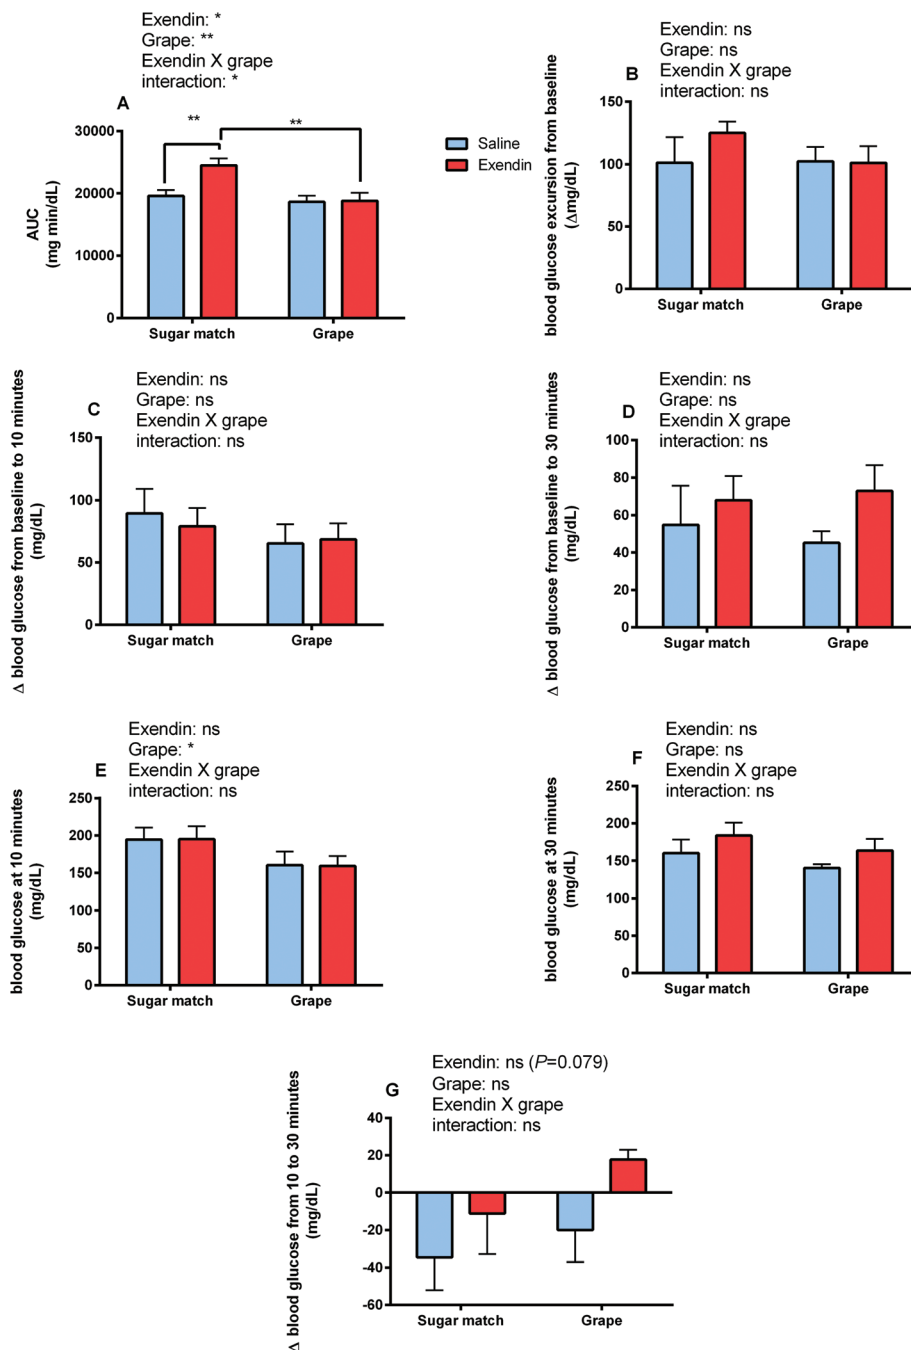 Exendin: *
Grape: **
Exendin X grape
interaction: *
A
**
**
30000
20000
10000
0
AUC
(mg min/dL)
Sugar match
Grape
Saline
Exendin
Exendin: ns
Grape: ns
Exendin X grape
interaction: ns
B
150
100
50
0
blood glucose excursion from baseline
(Δmg/dL)
Sugar match
Grape
Exendin: ns
Grape: ns
Exendin X grape
interaction: ns
C
150
100
50
0
Δ blood glucose from baseline to 10 minutes
(mg/dL)
Sugar match
Grape
Exendin: ns
Grape: ns
Exendin X grape
interaction: ns
D
100
80
60
40
20
0
Δ blood glucose from baseline to 30 minutes
(mg/dL)
Sugar match
Grape
Exendin: ns
Grape: *
Exendin X grape
interaction: ns
E
250
200
150
100
50
0
blood glucose at 10 minutes
(mg/dL)
Sugar match
Grape
Exendin: ns
Grape: ns
Exendin X grape
interaction: ns
F
250
200
150
100
50
0
blood glucose at 30 minutes
(mg/dL)
Sugar match
Grape
Exendin: ns (P=0.079)
Grape: ns
Exendin X grape
interaction: ns
G
40
20
0
-20
-40
-60
Δ blood glucose from 10 to 30 minutes
(mg/dL)
Sugar match
Grape